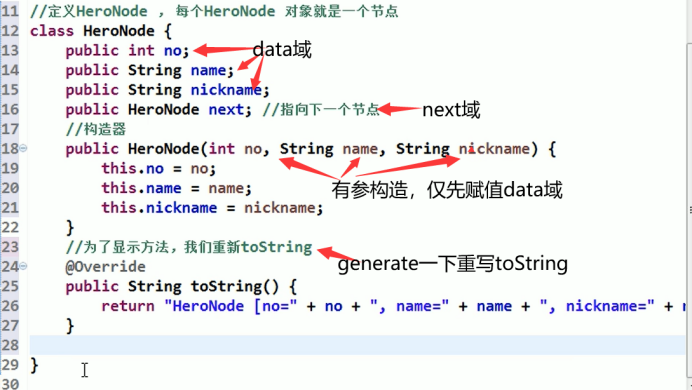 11 //定义HeroNode ， 每个HeroNode 对象就是一个节点
12 class HeroNode {
13 public int no; data域
14 public String name;
15 public String nickname;
16 public HeroNode next; //指向下一个节点 next域
17 //构造器
18 public HeroNode(int no, String name, String nickname) {
19 this.no = no;
20 this.name = name; 有参构造，仅先赋值data域
21 this.nickname = nickname;
22 }
23 //为了显示方法，我们重新toString
24 @Override generate一下重写toString
25 public String toString() {
26 return "HeroNode [no=" + no + ", name=" + name + ", nickname=" +
27 }
28
29 }
30